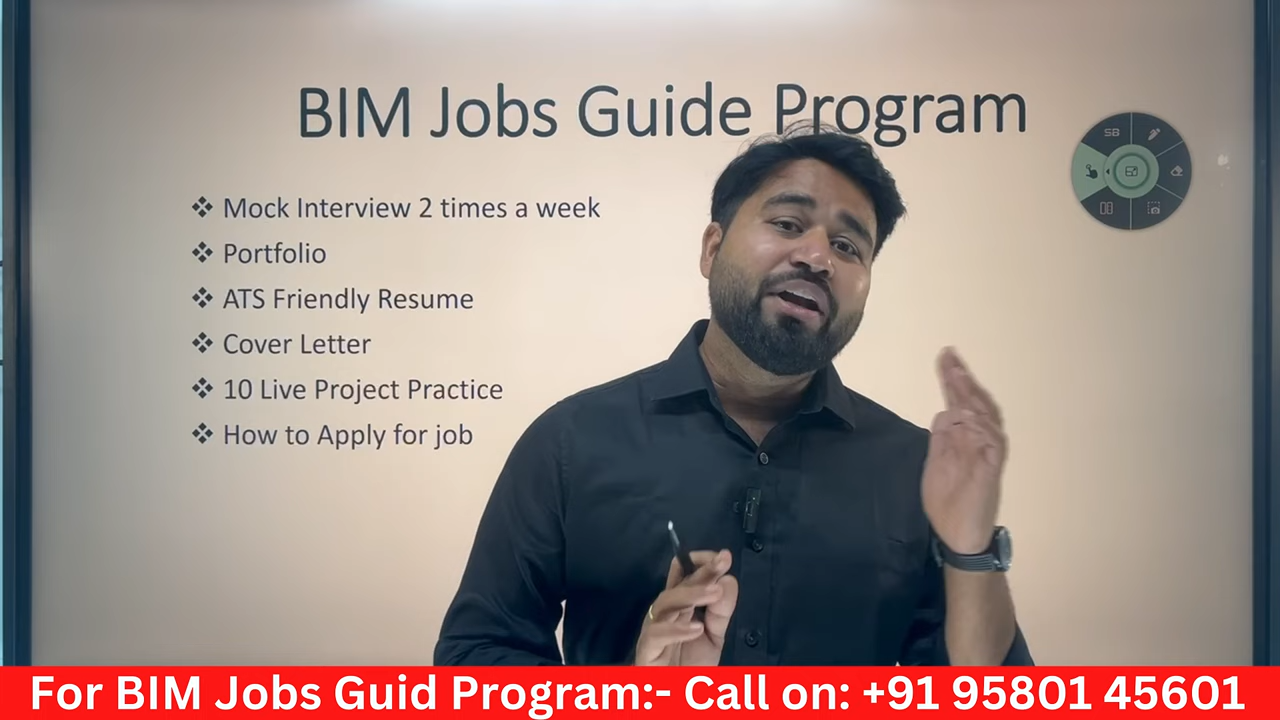 BIM Jobs Guide Program
SB
❖ Mock Interview 2 times a week
❖ Portfolio
❖ ATS Friendly Resume
❖ Cover Letter
❖ 10 Live Project Practice
❖ How to Apply for job
For BIM Jobs Guid Program:- Call on: +91 95801 45601